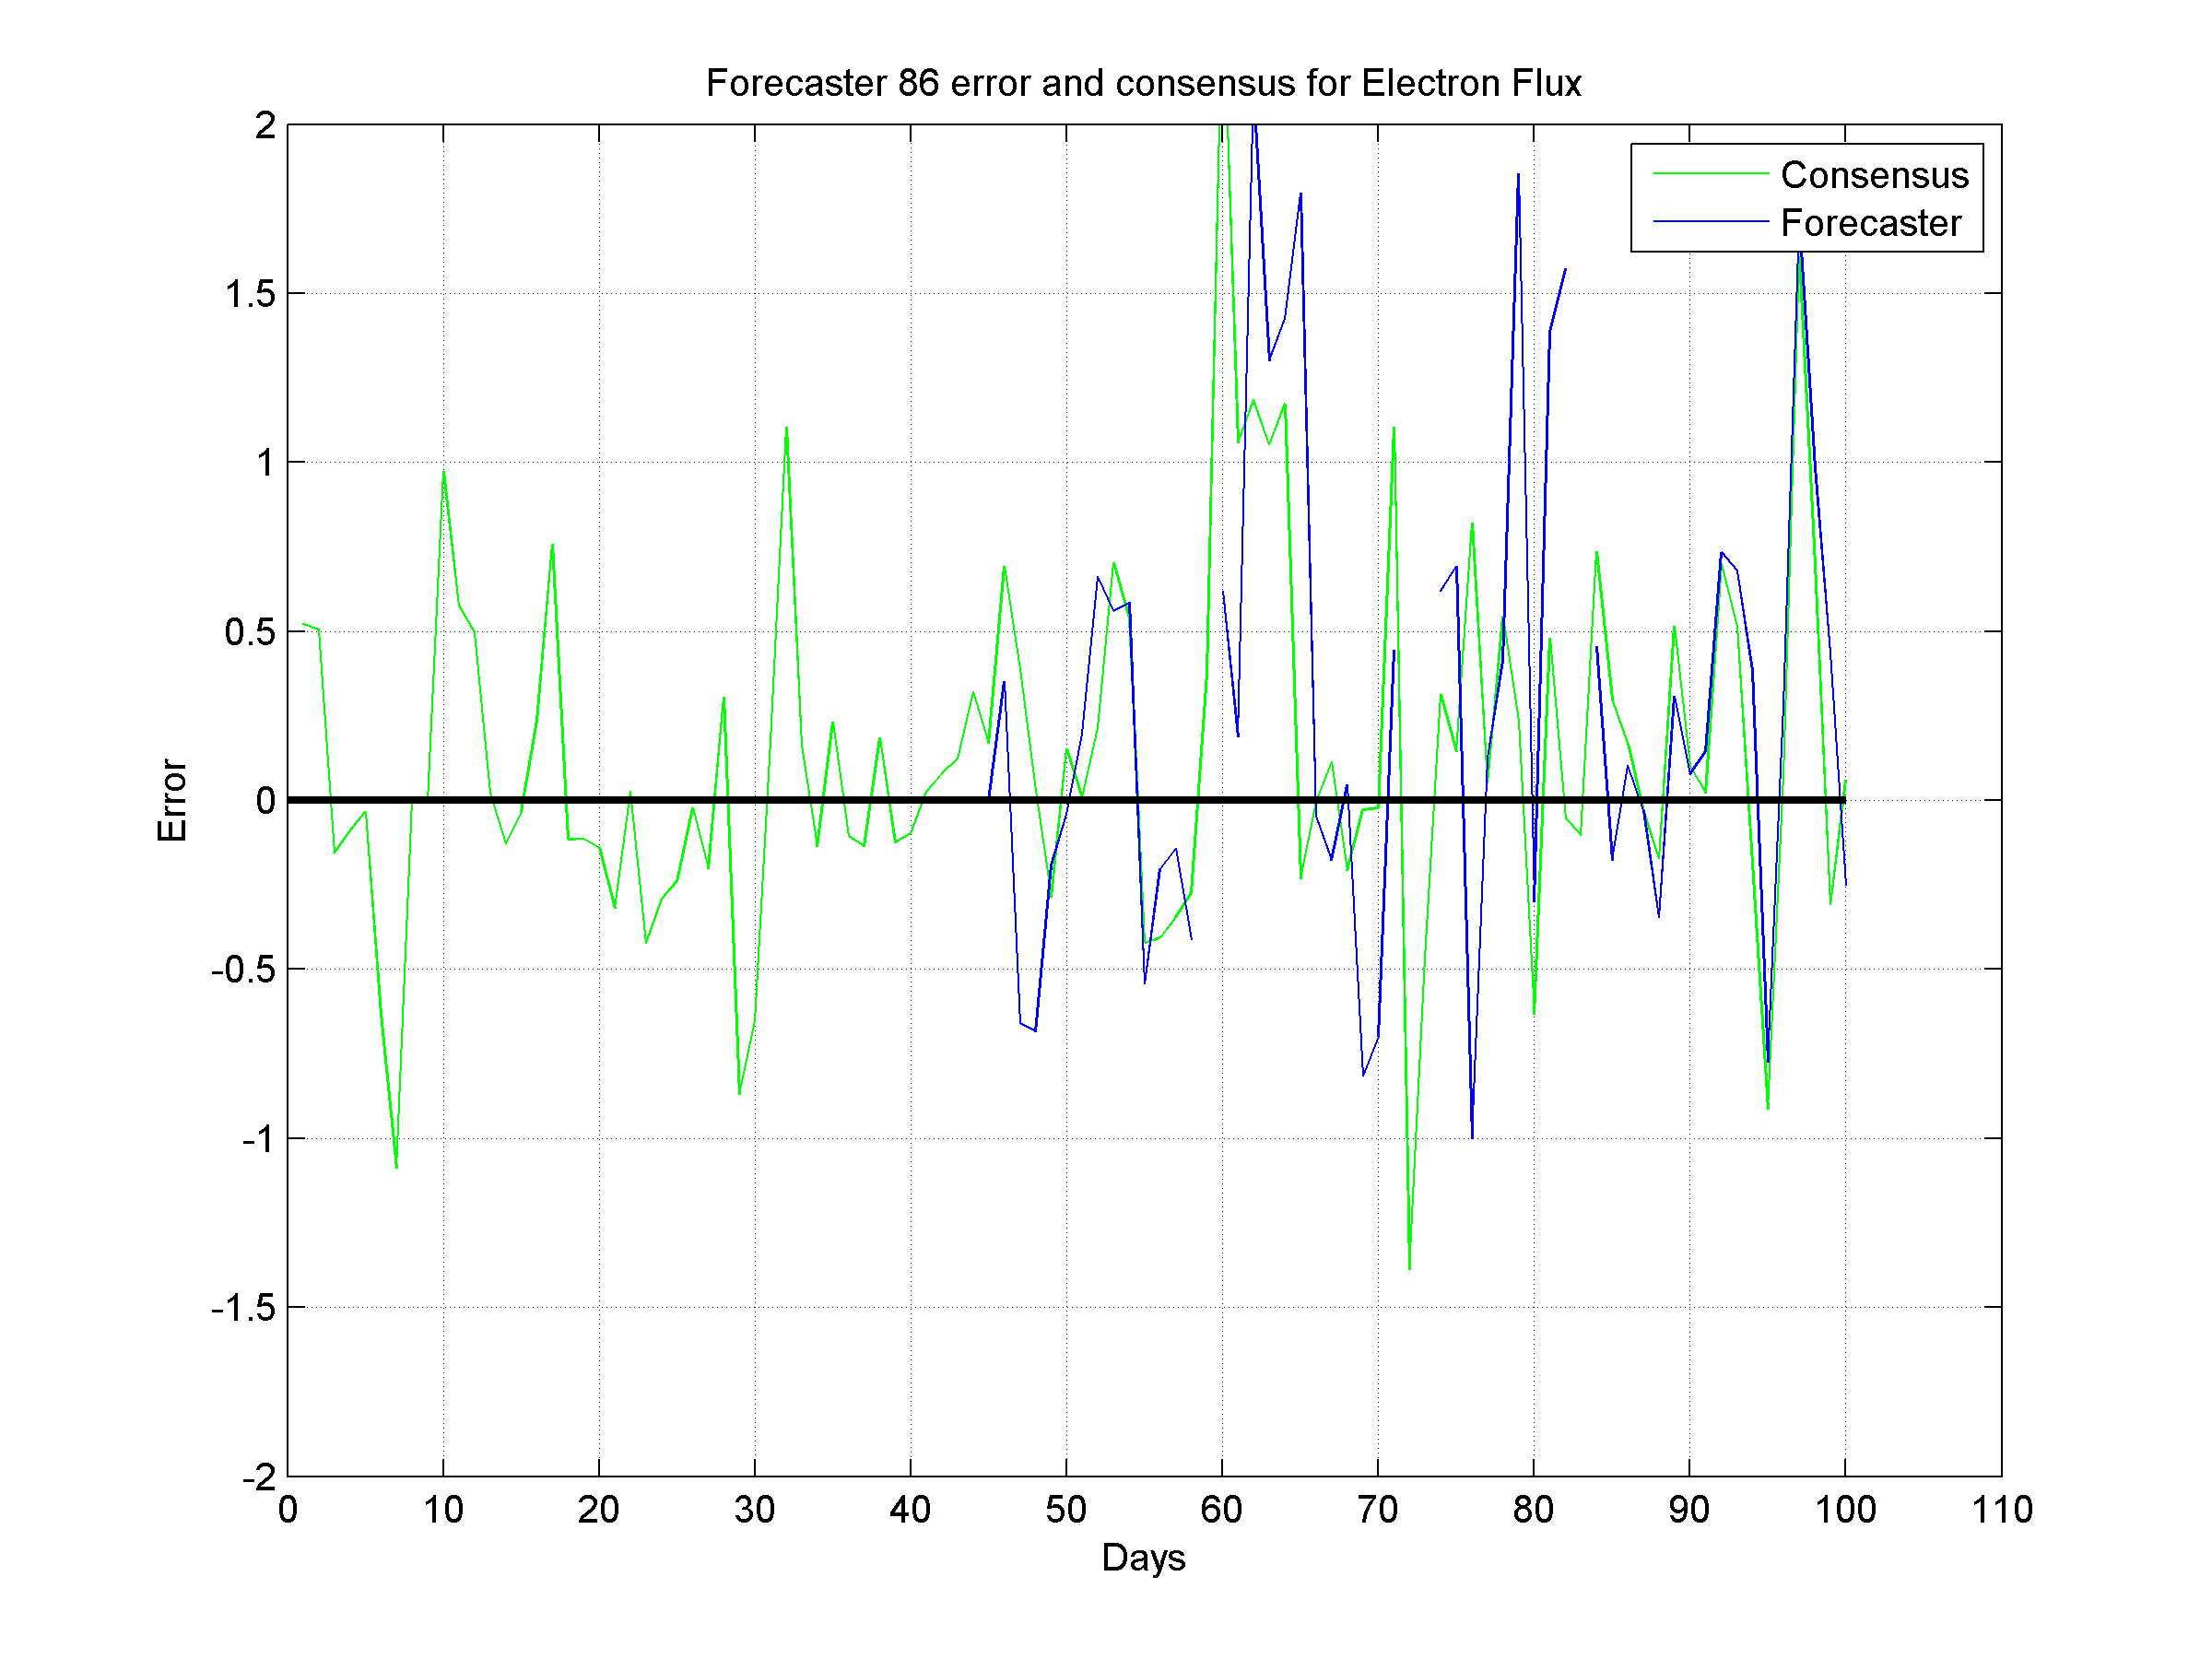 Forecaster 86 error and consensus for Electron Flux
2
1.5
1
0.5
0
-0.5
-1
-1.5
-2
Error
Consensus
Forecaster
0 10 20 30 40 50 60 70 80 90 100 110
Days